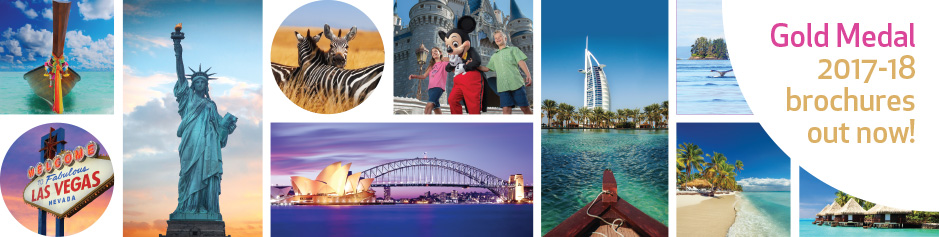 Gold Medal
2017-18
brochures
out now!
WELCOME
TO Fabulous
LAS VEGAS
NEVADA